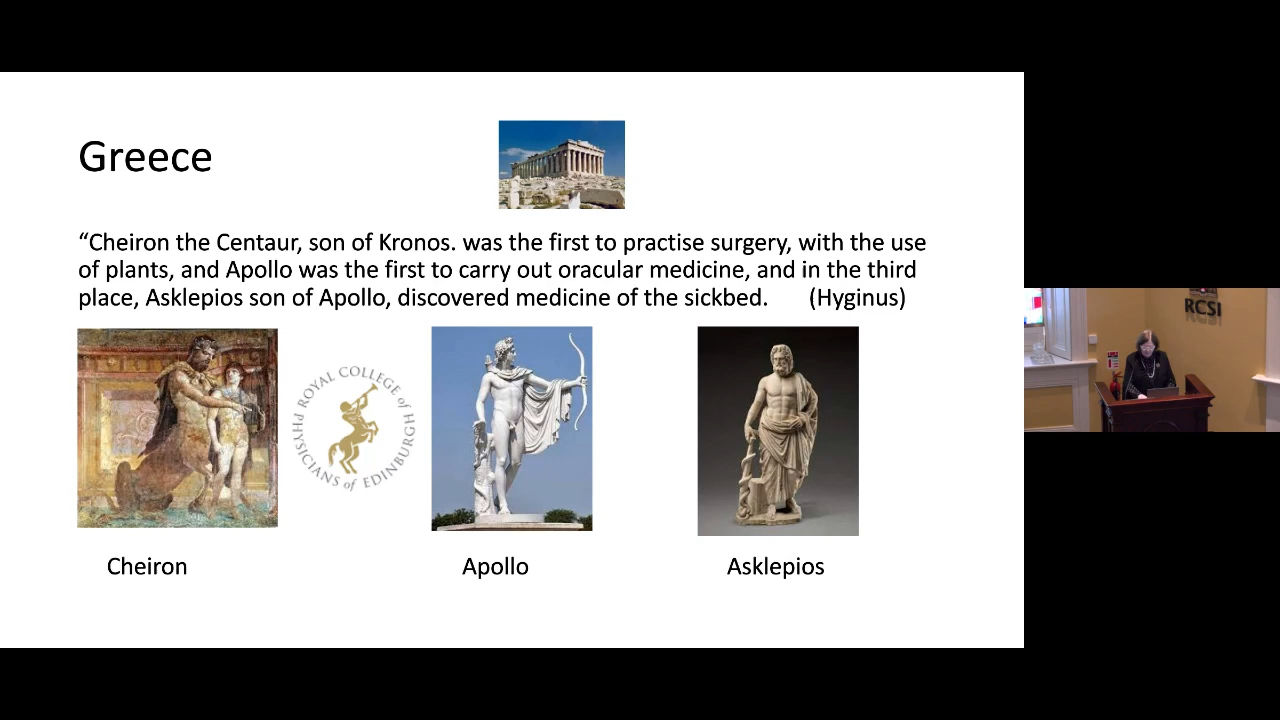 Greece
“Cheiron the Centaur, son of Kronos. was the first to practise surgery, with the use
of plants, and Apollo was the first to carry out oracular medicine, and in the third
place, Asklepios son of Apollo, discovered medicine of the sickbed. (Hyginus)
ROYAL COLLEGE of
PHYSICIANS of EDINBURGH
RCSI
Cheiron
Apollo
Asklepios